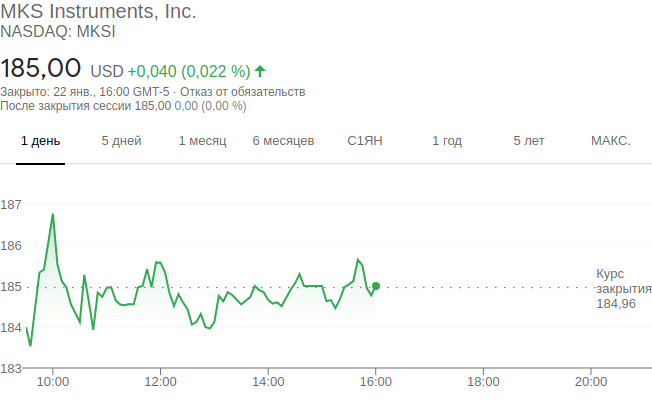 MKS Instruments, Inc.
NASDAQ: MKSI
185,00 USD +0,040 (0,022 %)
Закрыто: 22 янв., 16:00 GMT-5 · Отказ от обязательств
После закрытия сессии 185,00 0,00 (0,00 %)
1 день 5 дней 1 месяц 6 месяцев С1ЯН 1 год 5 лет МАКС.
187
186
185
184
183
Курс
закрытия
184,96
10:00 12:00 14:00 16:00 18:00 20:00